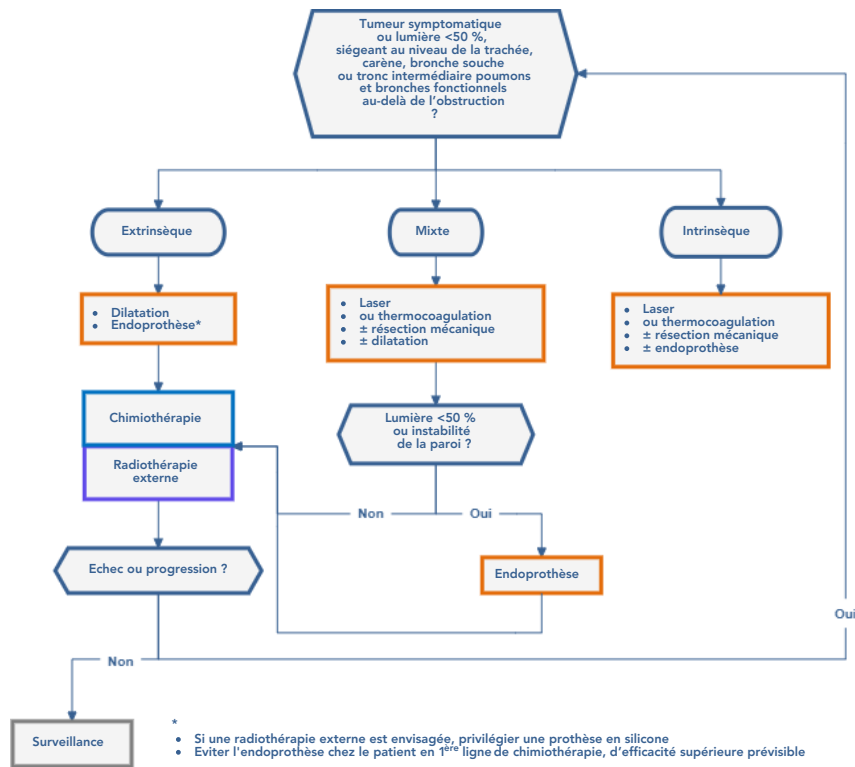 Tumeur symptomatique
ou lumière <50 %,
siégeant au niveau de la trachée,
carène, bronche souche
ou tronc intermédiaire poumons
et bronches fonctionnels
au-delà de l'obstruction
?
Extrinsèque
Mixte
Intrinsèque
• Dilatation
• Endoprothèse*
• Laser
• ou thermocoagulation
• ± résection mécanique
• ± dilatation
• Laser
• ou thermocoagulation
• ± résection mécanique
• ± endoprothèse
Chimiothérapie
Lumière <50 %
ou instabilité
de la paroi ?
Radiothérapie
externe
Non
Oui
Echec ou progression ?
Endoprothèse
Oui
Non
Surveillance
*
• Si une radiothérapie externe est envisagée, privilégier une prothèse en silicone
• Eviter l'endoprothèse chez le patient en 1ère ligne de chimiothérapie, d'efficacité supérieure prévisible